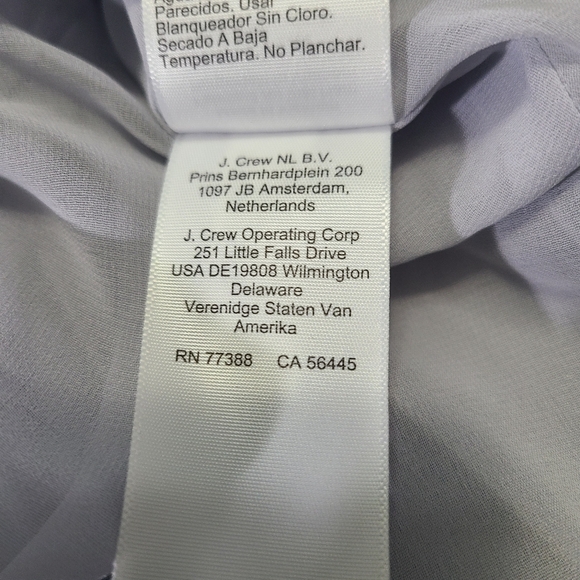 Parecidos. Usar
Blanqueador Sin Cloro.
Secado A Baja
Temperatura. No Planchar.
J. Crew NL B.V.
Prins Bernhardplein 200
1097 JB Amsterdam,
Netherlands
J. Crew Operating Corp
251 Little Falls Drive
USA DE19808 Wilmington
Delaware
Verenidge Staten Van
Amerika
RN 77388 CA 56445